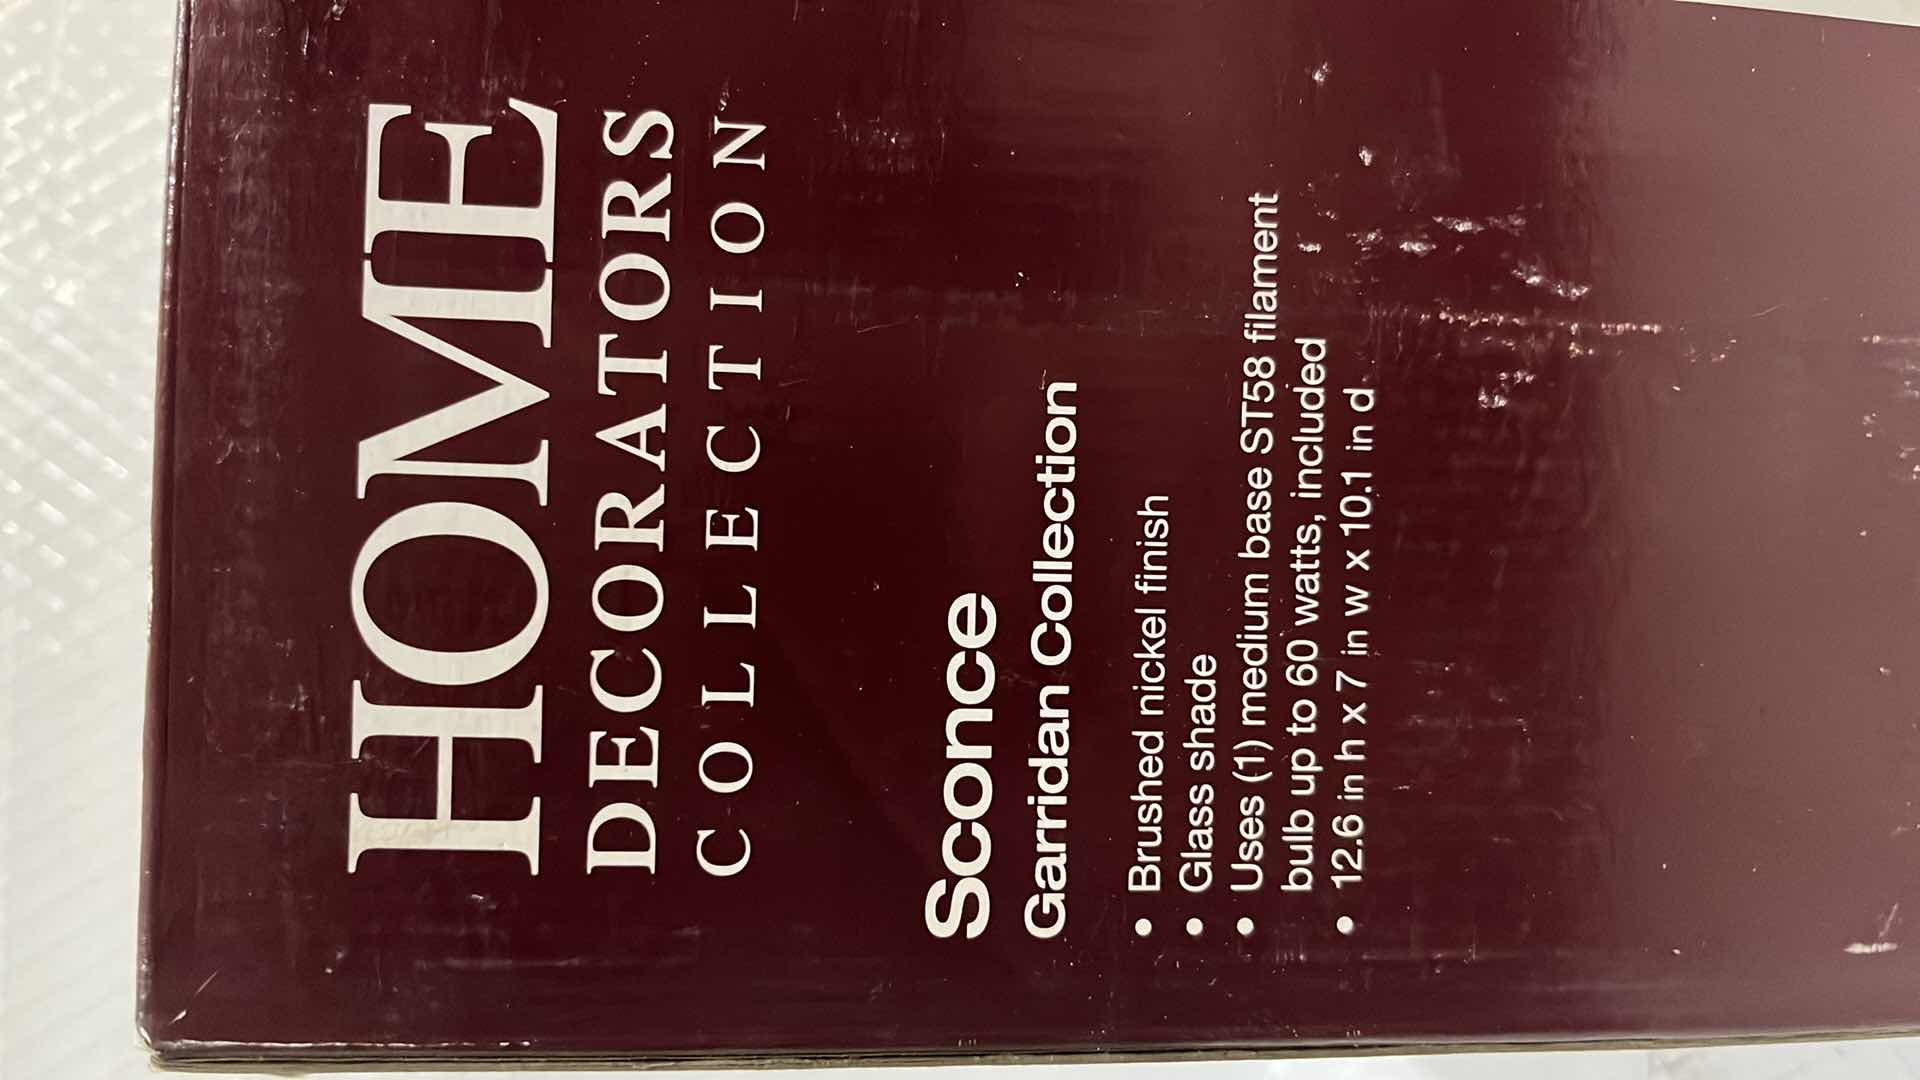 HOME
DECORATORS
COLLECTION
Sconce
Garridan Collection
• Brushed nickel finish
• Glass shade
• Uses (1) medium base ST58 filament
bulb up to 60 watts, included
• 12.6 in h x 7 in w x 10.1 in d